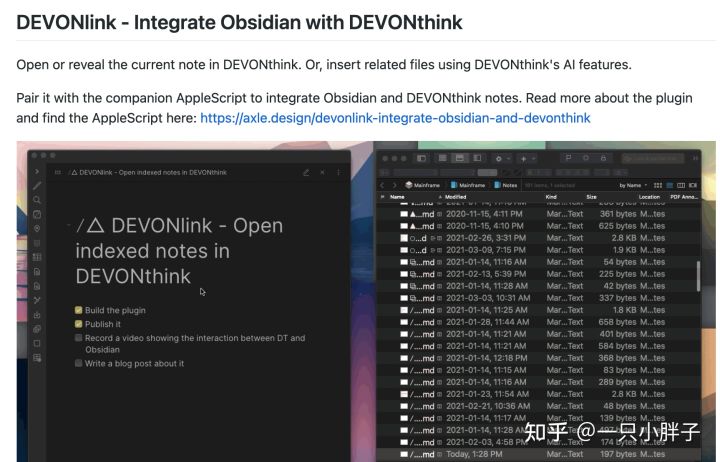 DEVONlink - Integrate Obsidian with DEVONthink
Open or reveal the current note in DEVONthink. Or, insert related files using DEVONthink's AI features.
Pair it with the companion AppleScript to integrate Obsidian and DEVONthink notes. Read more about the plugin
and find the AppleScript here: https://axle.design/devonlink-integrate-obsidian-and-devonthink
/△ DEVONlink - Open indexed notes in DEVONthink
/△ DEVONlink - Open
indexed notes in
DEVONthink
Build the plugin
Publish it
Record a video showing the interaction between DT and
Obsidian
Write a blog post about it
Mainframe Mainframe Notes 101 items, 1 selected by Name
Name Modified Kind Size Location PDF Anno...
...md 2020-11-15, 4:11 PM Mar...Text 361 bytes M...tes
...md 2020-11-15, 4:10 PM Mar...Text 625 bytes M...tes
...d 2021-02-26, 3:31 PM Mar...Text 2.8 KB M...tes
...md 2021-03-09, 7:15 PM Mar...Text 1.9 KB M...tes
...md 2021-01-14, 11:16 AM Mar...Text 54 bytes M...tes
...md 2021-02-13, 5:39 PM Mar...Text 225 bytes M...tes
...md 2021-01-14, 11:28 AM Mar...Text 42 bytes M...tes
...md 2021-03-03, 10:31 AM Mar...Text 337 bytes M...tes
/....md 2021-01-14, 11:25 AM Mar...Text 1.8 KB M...tes
/....md 2021-01-28, 11:44 AM Mar...Text 658 bytes M...tes
/....md 2021-01-14, 11:21 AM Mar...Text 401 bytes M...tes
/....md 2021-01-14, 11:21 AM Mar...Text 584 bytes M...tes
/....md 2021-01-14, 12:18 PM Mar...Text 368 bytes M...tes
/....md 2021-01-14, 11:15 AM Mar...Text 83 bytes M...tes
/....md 2021-01-14, 11:16 AM Mar...Text 289 bytes M...tes
/....md 2021-01-23, 11:54 AM Mar...Text 2.8 KB M...tes
/....md 2021-02-21, 10:36 AM Mar...Text 48 bytes M...tes
/....md 2021-01-14, 11:17 AM Mar...Text 139 bytes M...tes
/....md 2021-01-14, 11:28 AM Mar...Text 497 bytes M...tes
/....md 2021-02-03, 4:58 PM Mar...Text 174 bytes M...tes
/....md Today, 1:28 PM Mar...Text 197 bytes M...tes
知乎 @一只小胖子